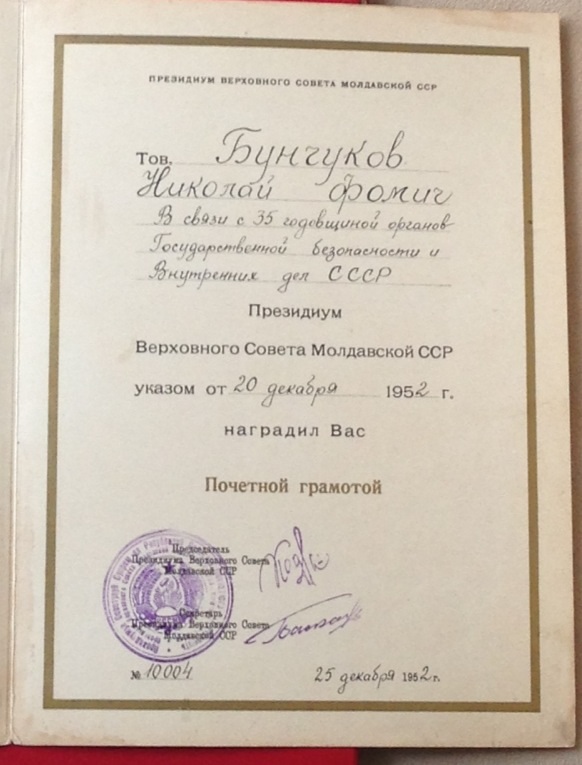 ПРЕЗИДИУМ ВЕРХОВНОГО СОВЕТА МОЛДАВСКОЙ ССР
Тов. Бунчуков
Николай Фомич
В связи с 35 годовщиной органов
Государственной безопасности и
Внутренних дел СССР
Президиум
Верховного Совета Молдавской ССР
указом от 20 декабря 1952 г.
наградил Вас
Почетной грамотой
Председатель
Президиума Верховного Совета
Молдавской ССР
Секретарь
Президиума Верховного Совета
Молдавской ССР
№ 10004
25 декабря 1952 г.